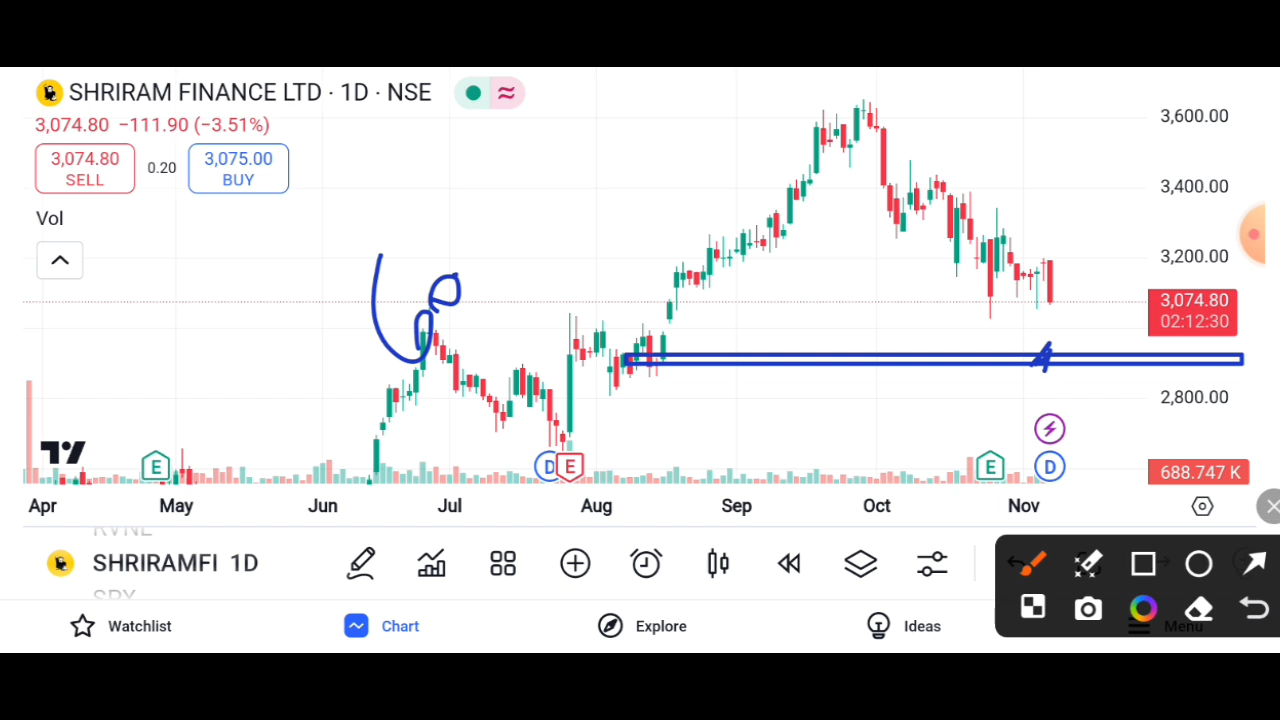 SHRIRAM FINANCE LTD · 1D · NSE
3,074.80 −111.90 (−3.51%)
3,074.80 SELL
0.20
3,075.00 BUY
Vol
3,600.00
3,400.00
3,200.00
3,074.80
02:12:30
2,800.00
688.747 K
E
D
E
E
D
Apr May Jun Jul Aug Sep Oct Nov
RVNL
SHRIRAMFI 1D
SPY
Watchlist
Chart
Explore
Ideas
Menu